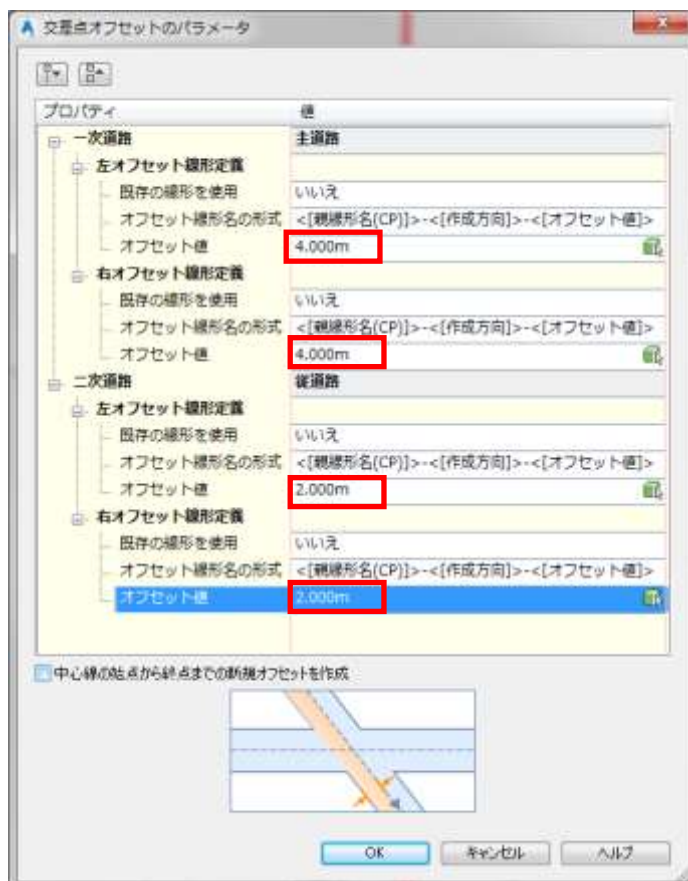 交差点オフセットのパラメータ
プロパティ 値
一次道路 主道路
左オフセット線形定義
既存の線形を使用 いいえ
オフセット線形名の形式 <[親線形名(CP)]>-<[作成方向]>-<[オフセット値]>
オフセット値 4.000m
右オフセット線形定義
既存の線形を使用 いいえ
オフセット線形名の形式 <[親線形名(CP)]>-<[作成方向]>-<[オフセット値]>
オフセット値 4.000m
二次道路 従道路
左オフセット線形定義
既存の線形を使用 いいえ
オフセット線形名の形式 <[親線形名(CP)]>-<[作成方向]>-<[オフセット値]>
オフセット値 2.000m
右オフセット線形定義
既存の線形を使用 いいえ
オフセット線形名の形式 <[親線形名(CP)]>-<[作成方向]>-<[オフセット値]>
オフセット値 2.000m
中心線の始点から終点までの新規オフセットを作成
OK キャンセル ヘルプ